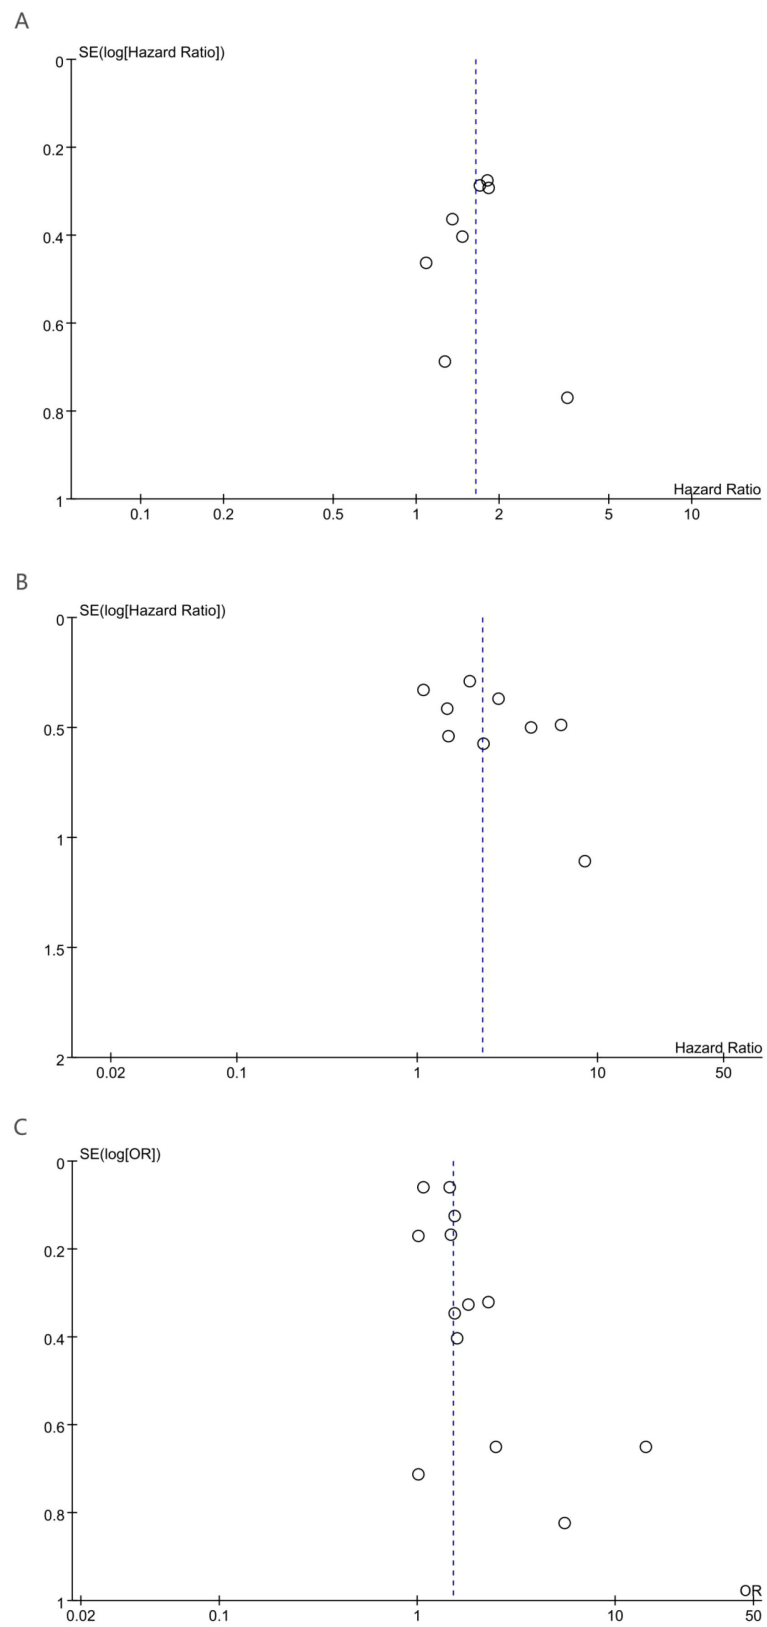 A
SE(log[Hazard Ratio])
0
0.2
0.4
0.6
0.8
1
Hazard Ratio
0.1 0.2 0.5 1 2 5 10
B
SE(log[Hazard Ratio])
0
0.5
1
1.5
2
Hazard Ratio
0.02 0.1 1 10 50
C
SE(log[OR])
0
0.2
0.4
0.6
0.8
1
OR
0.02 0.1 1 10 50